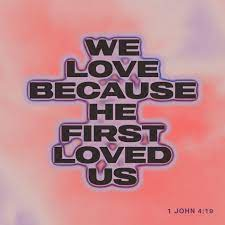 WE
LOVE
BECAUSE
HE
FIRST
LOVED
US
1 JOHN 4:19